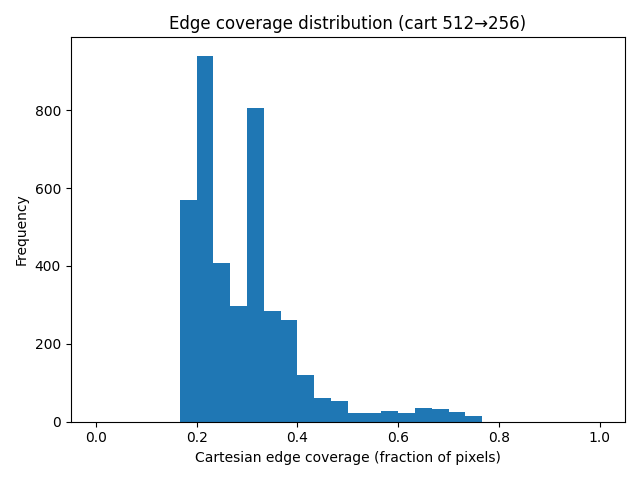 Edge coverage distribution (cart 512→256)
Frequency
800
600
400
200
0
0.0 0.2 0.4 0.6 0.8 1.0
Cartesian edge coverage (fraction of pixels)